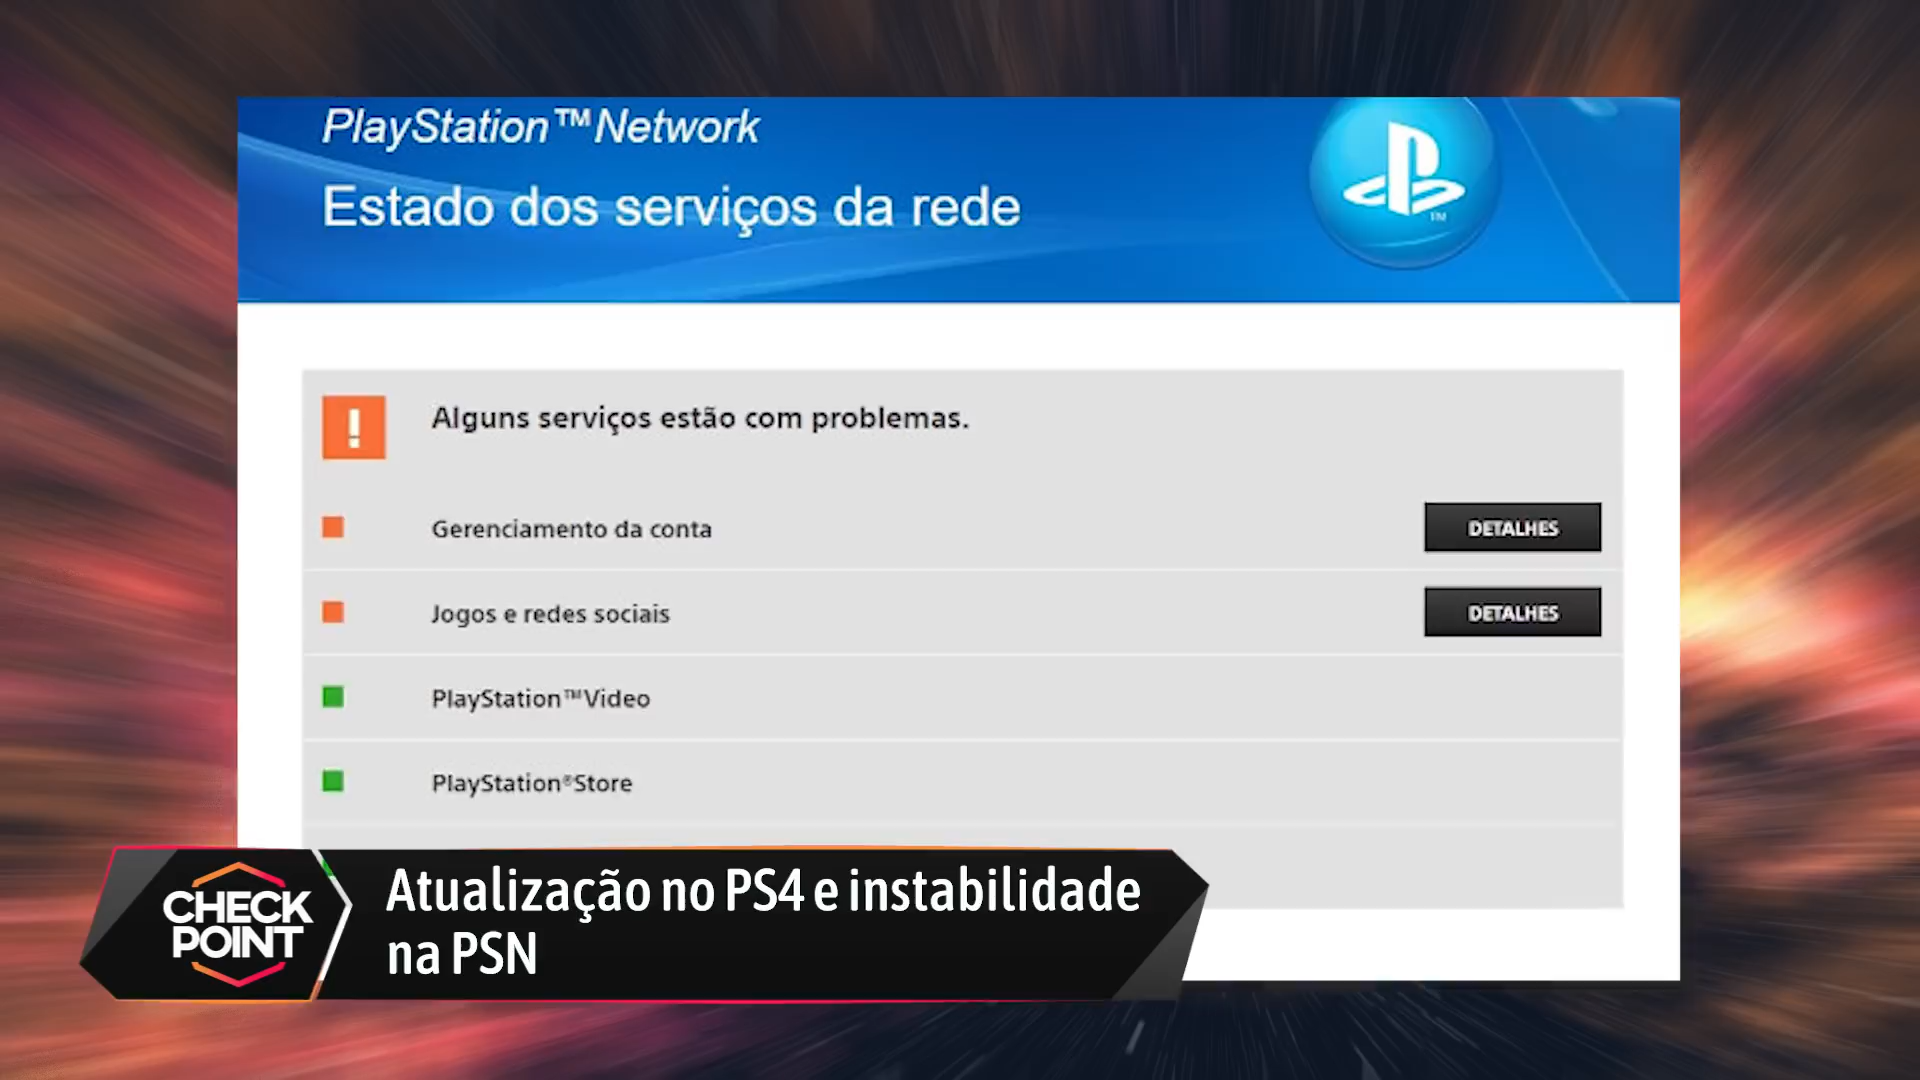 PlayStation™Network
Estado dos serviços da rede
TM
!
Alguns serviços estão com problemas.
Gerenciamento da conta
DETALHES
Jogos e redes sociais
DETALHES
PlayStation™Video
PlayStation®Store
CHECK
POINT
Atualização no PS4 e instabilidade
na PSN